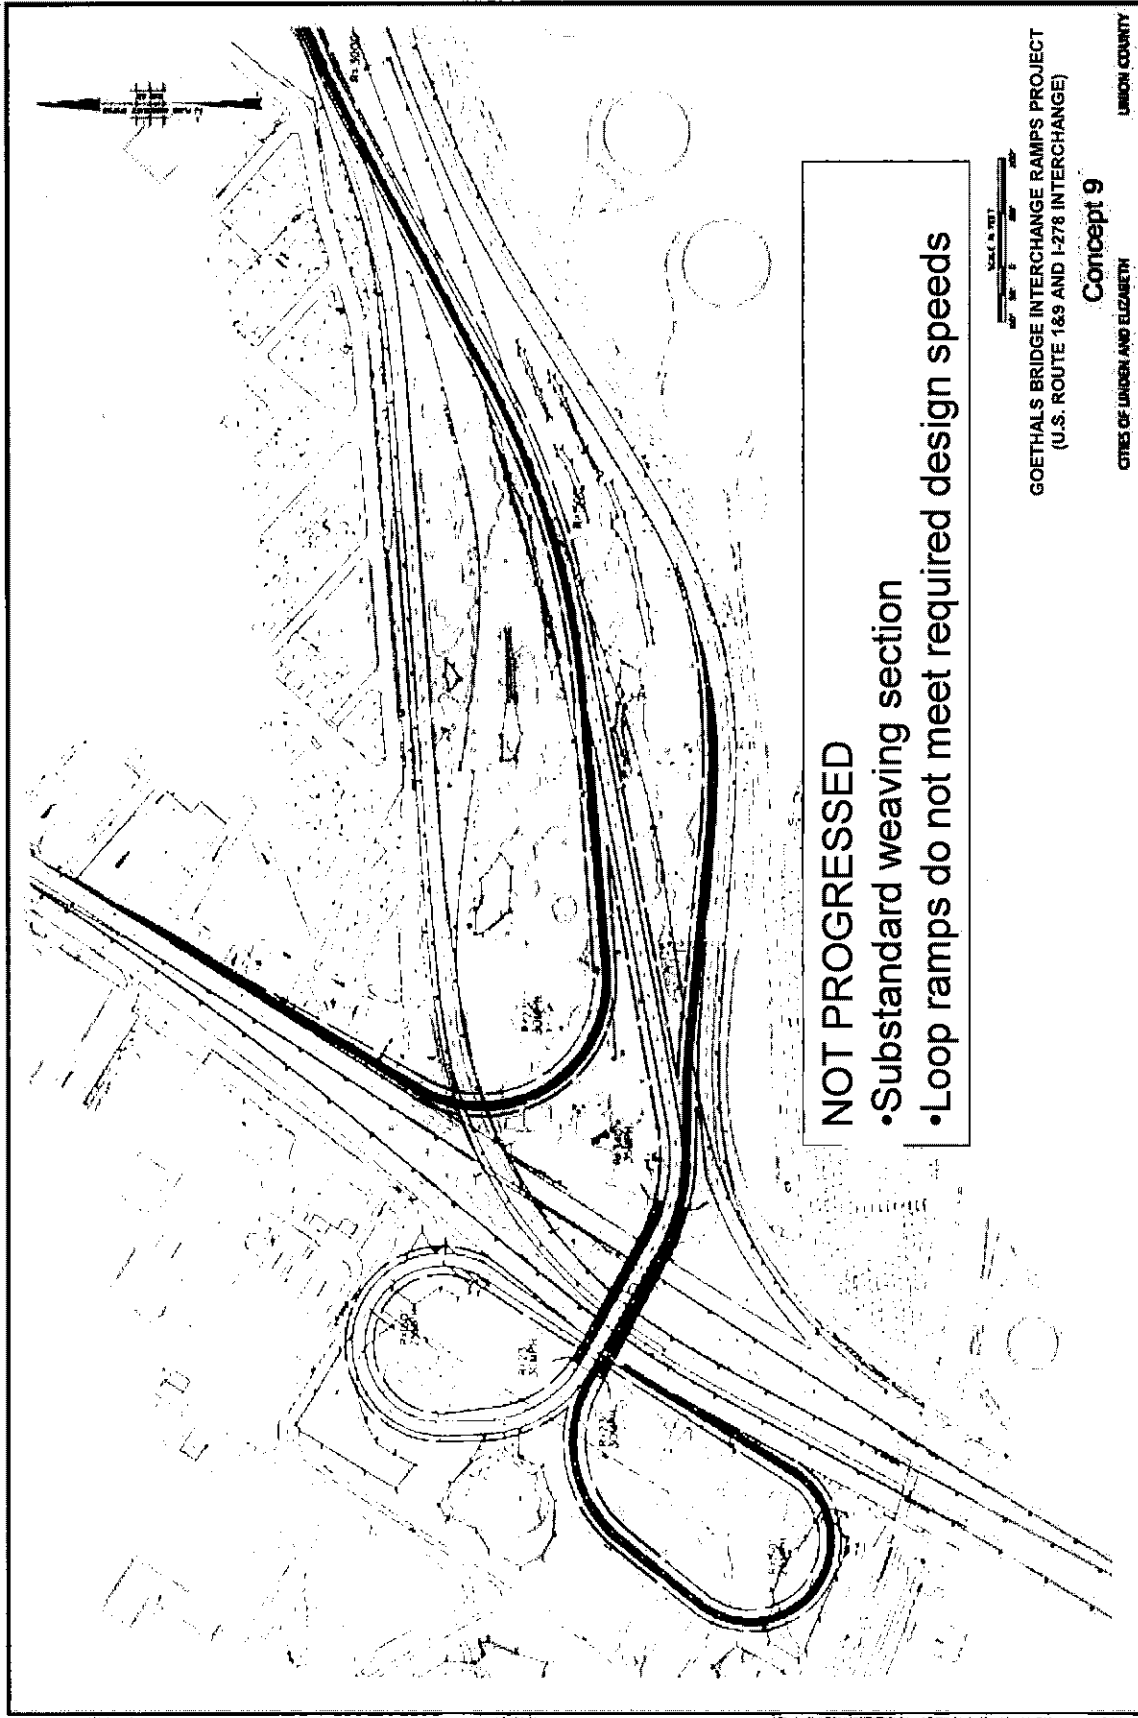 NOT PROGRESSED
•Substandard weaving section
•Loop ramps do not meet required design speeds
GOETHALS BRIDGE INTERCHANGE RAMPS PROJECT
(U.S. ROUTE 1&9 AND I-278 INTERCHANGE)
Concept 9
CITIES OF LINDEN AND ELIZABETH
UNION COUNTY